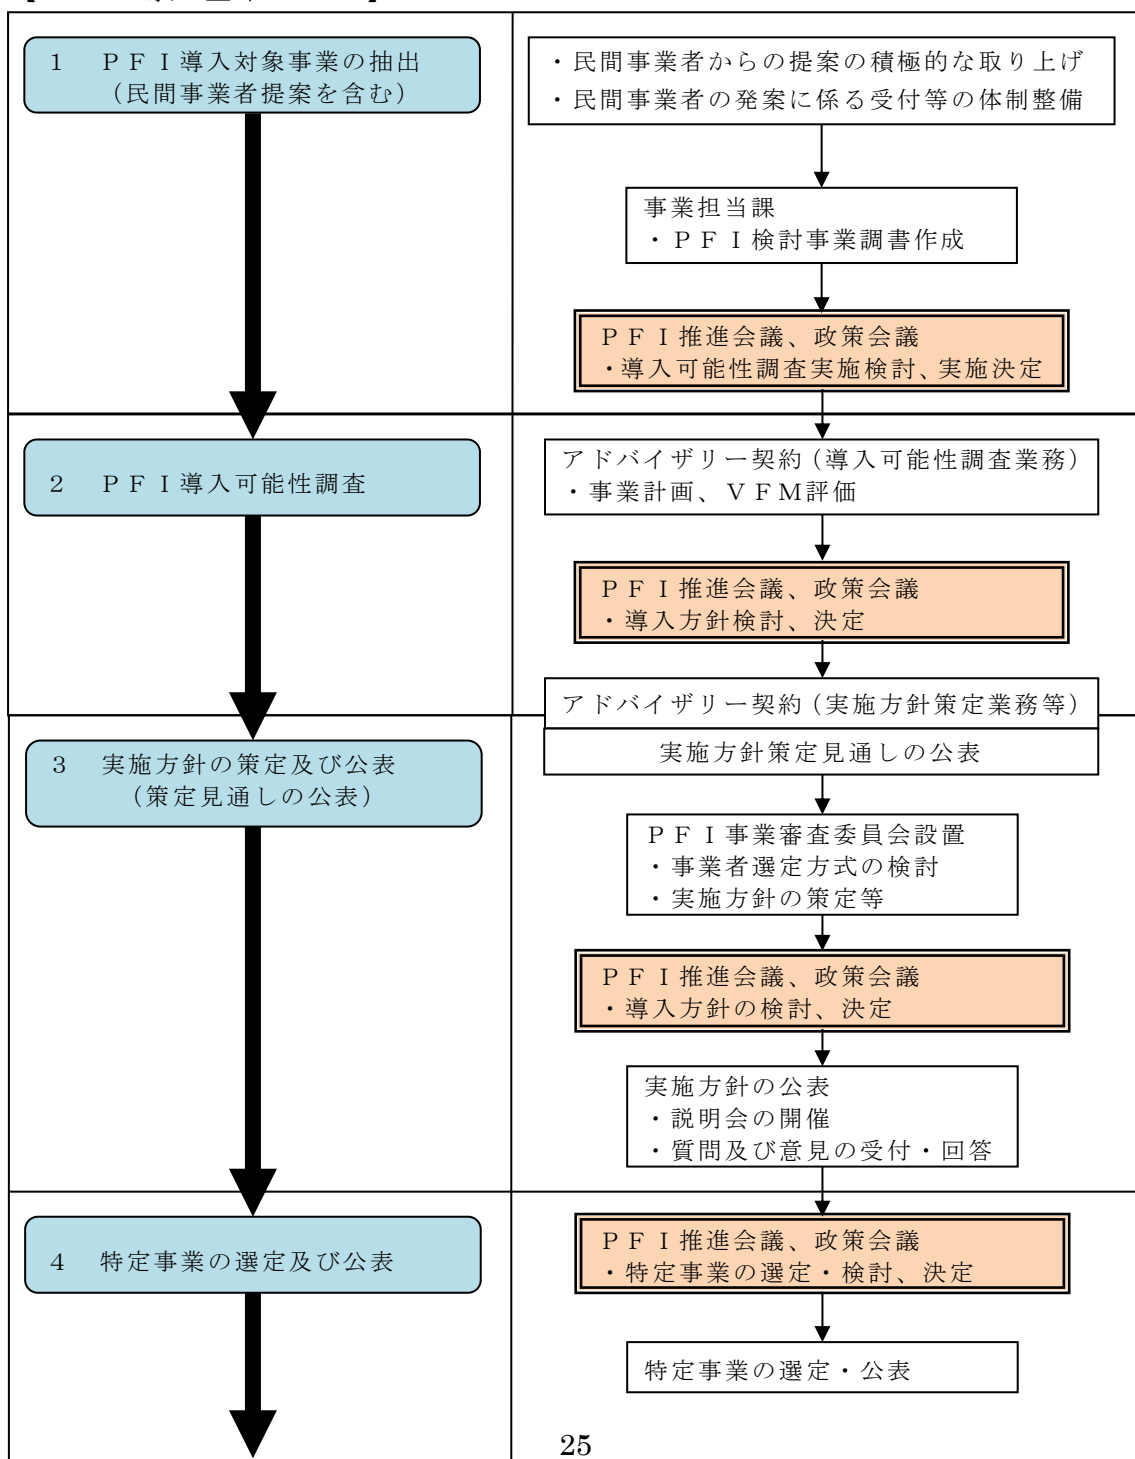 １　ＰＦＩ導入対象事業の抽出
（民間事業者提案を含む）
・民間事業者からの提案の積極的な取り上げ
・民間事業者の発案に係る受付等の体制整備
事業担当課
・ＰＦＩ検討事業調書作成
ＰＦＩ推進会議、政策会議
・導入可能性調査実施検討、実施決定
２　ＰＦＩ導入可能性調査
アドバイザリー契約（導入可能性調査業務）
・事業計画、ＶＦＭ評価
ＰＦＩ推進会議、政策会議
・導入方針検討、決定
アドバイザリー契約（実施方針策定業務等）
３　実施方針の策定及び公表
（策定見通しの公表）
実施方針策定見通しの公表
ＰＦＩ事業審査委員会設置
・事業者選定方式の検討
・実施方針の策定等
ＰＦＩ推進会議、政策会議
・導入方針の検討、決定
実施方針の公表
・説明会の開催
・質問及び意見の受付・回答
４　特定事業の選定及び公表
ＰＦＩ推進会議、政策会議
・特定事業の選定・検討、決定
特定事業の選定・公表
25